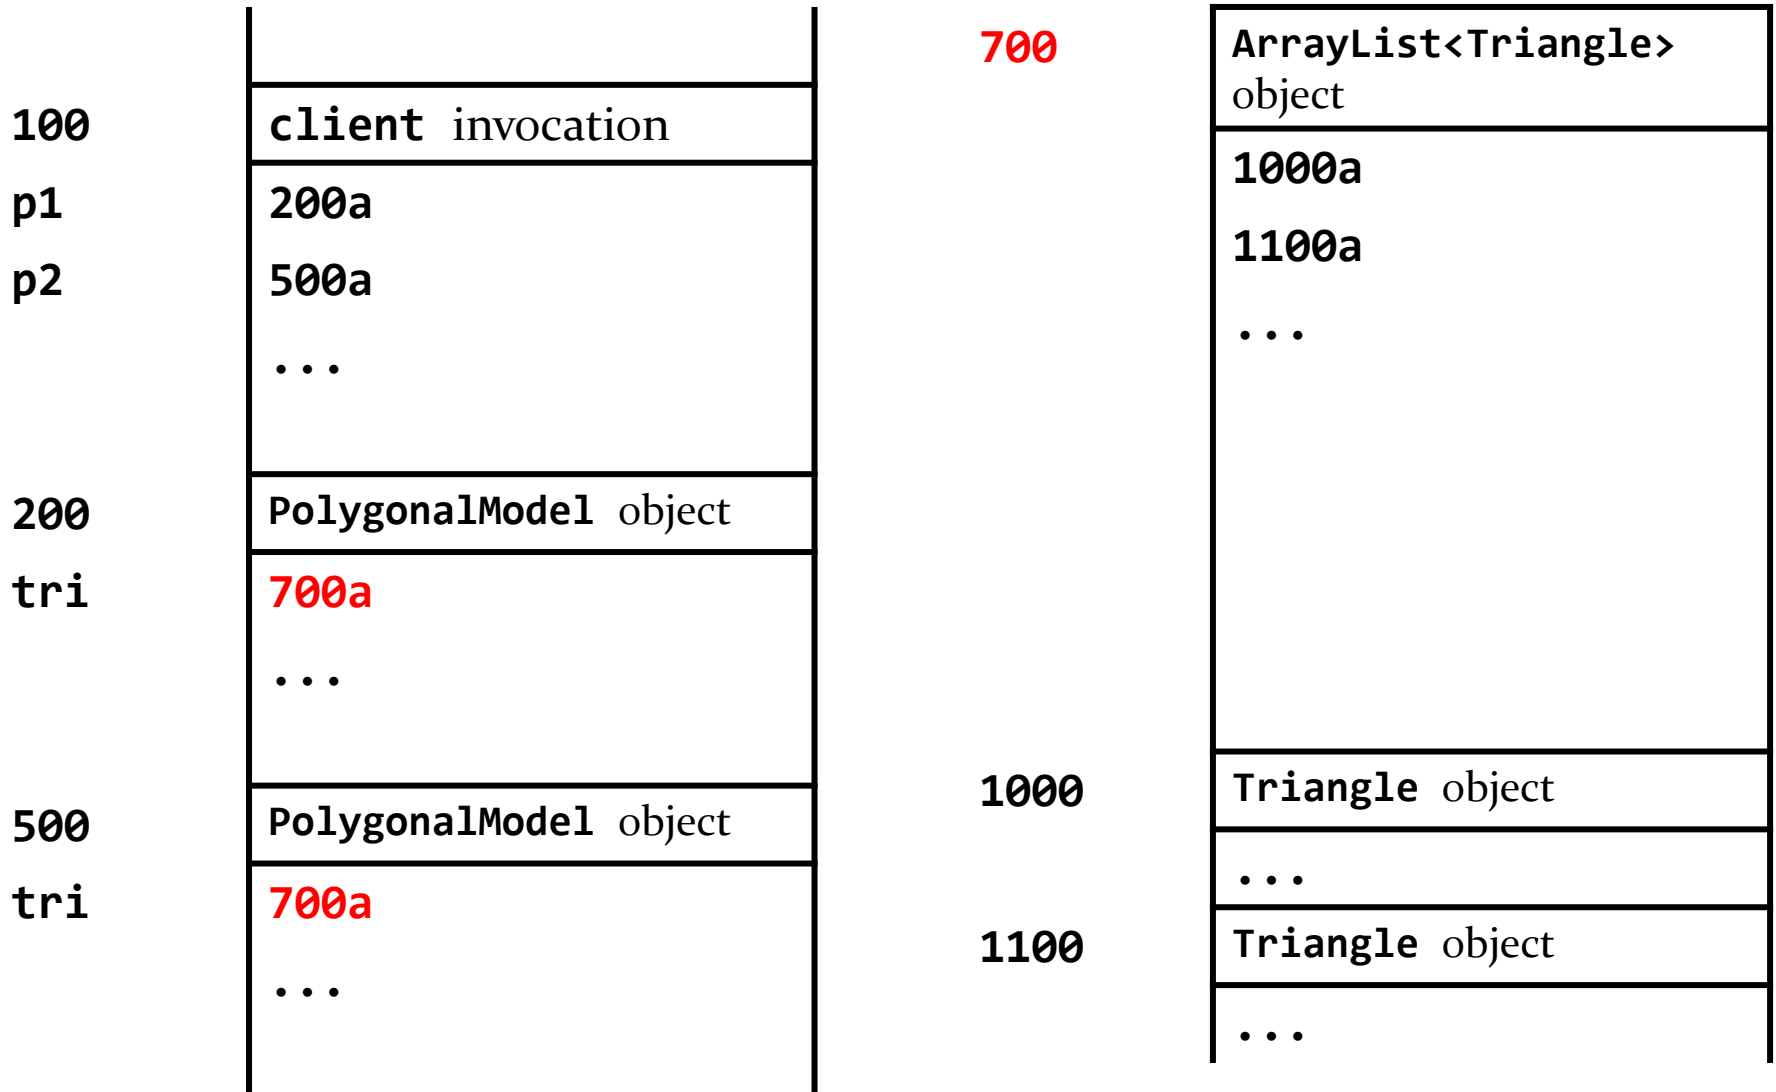 100 client invocation
p1 200a
p2 500a
...
200 PolygonalModel object
tri 700a
...
500 PolygonalModel object
tri 700a
...
700 ArrayList<Triangle>
object
1000a
1100a
...
1000 Triangle object
...
1100 Triangle object
...